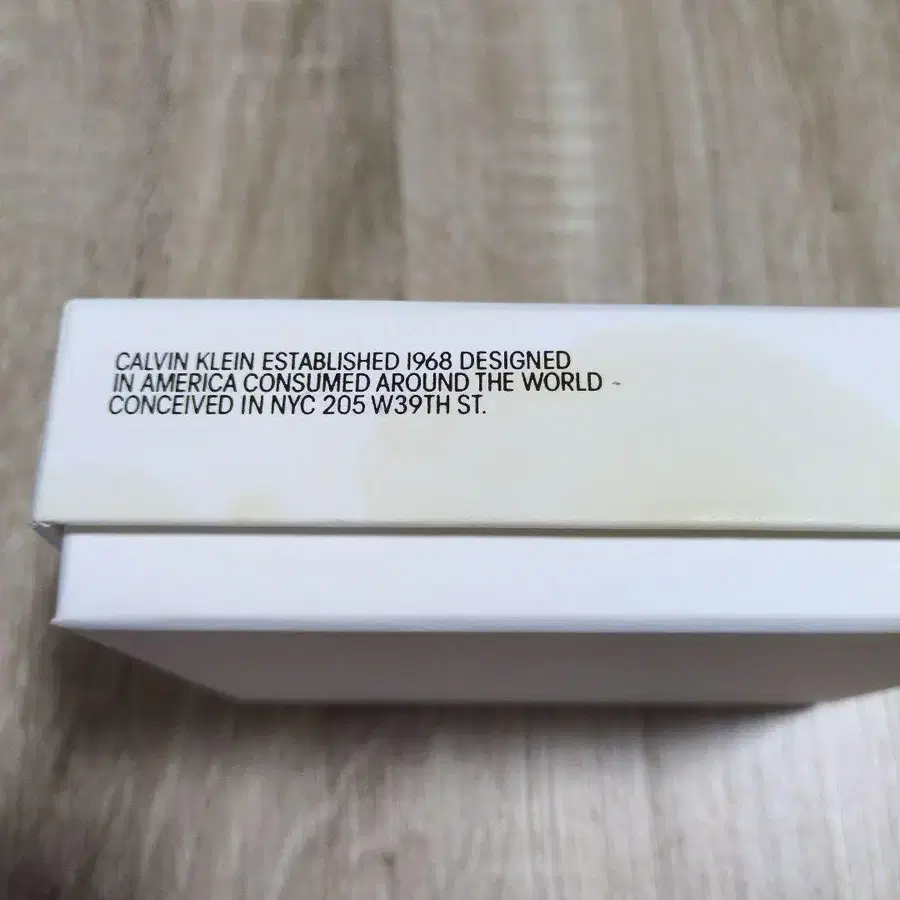 CALVIN KLEIN ESTABLISHED 1968 DESIGNED
IN AMERICA CONSUMED AROUND THE WORLD
CONCEIVED IN NYC 205 W39TH ST.